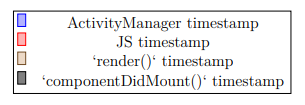 ActivityManager timestamp
JS timestamp
‘render()‘ timestamp
‘componentDidMount()‘ timestamp